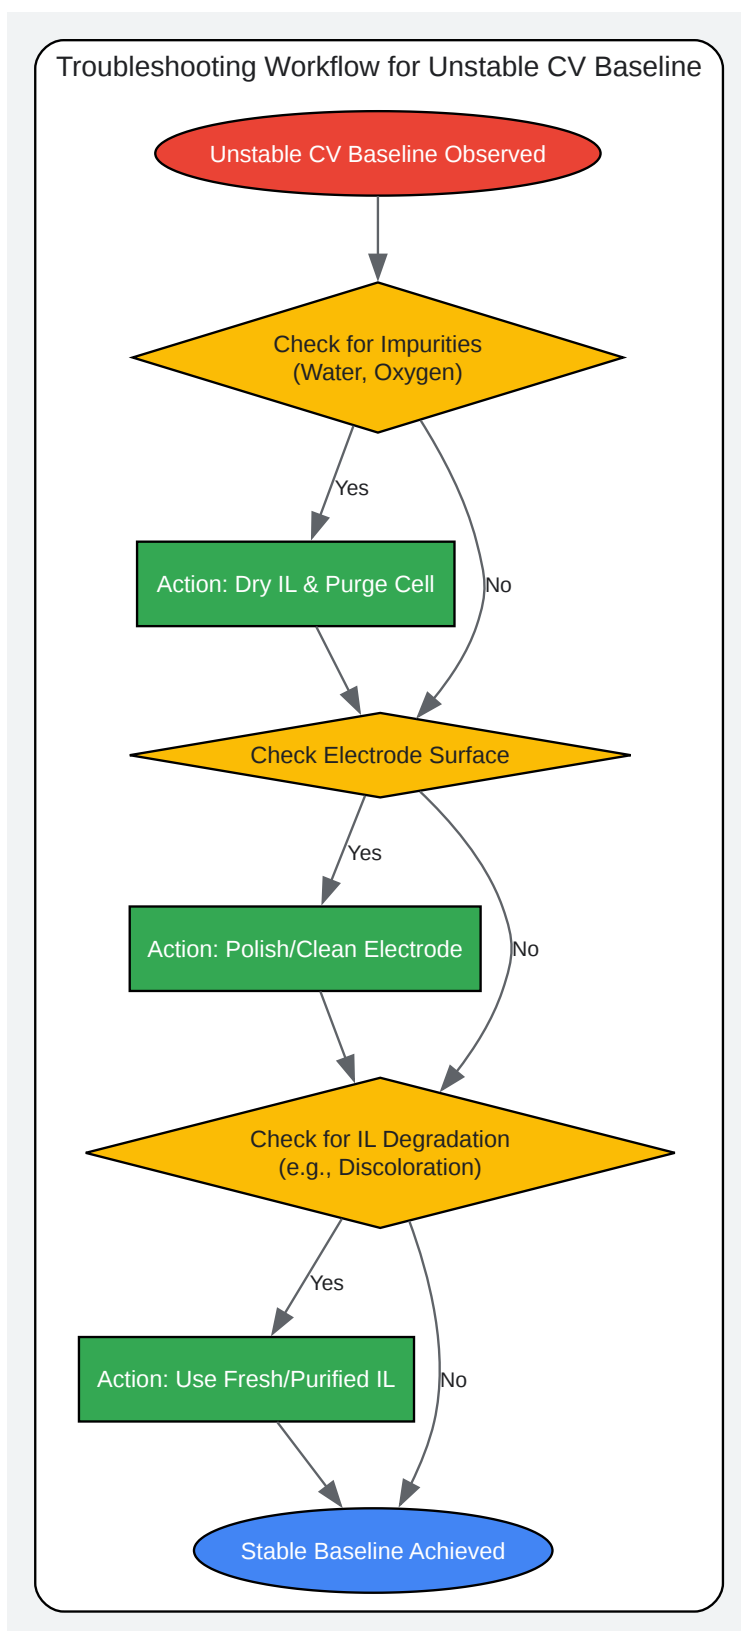 Troubleshooting Workflow for Unstable CV Baseline
Unstable CV Baseline Observed
Check for Impurities
(Water, Oxygen)
Yes
Action: Dry IL & Purge Cell
No
Check Electrode Surface
Yes
Action: Polish/Clean Electrode
No
Check for IL Degradation
(e.g., Discoloration)
Yes
Action: Use Fresh/Purified IL
No
Stable Baseline Achieved